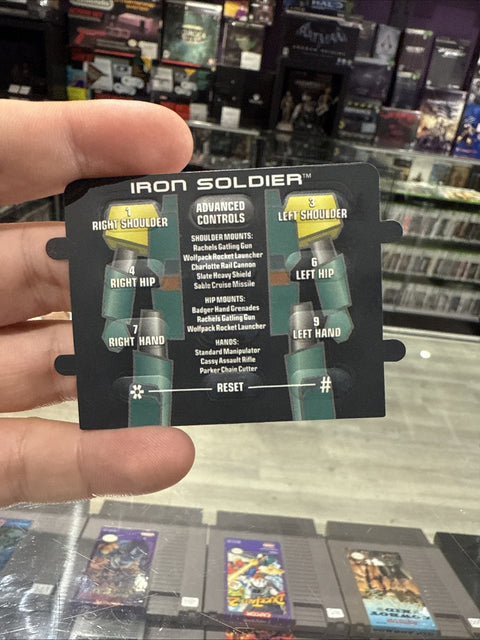 IRON SOLDIER™
1
RIGHT SHOULDER
ADVANCED
CONTROLS
3
LEFT SHOULDER
SHOULDER MOUNTS:
Rachels Gatling Gun
Wolfpack Rocket Launcher
Charlotte Rail Cannon
Slate Heavy Shield
Sable Cruise Missile
4
RIGHT HIP
6
LEFT HIP
HIP MOUNTS:
Badger Hand Grenades
Rachels Gatling Gun
Wolfpack Rocket Launcher
7
RIGHT HAND
9
LEFT HAND
HANDS:
Standard Manipulator
Cassy Assault Rifle
Parker Chain Cutter
* RESET #
BATMAN
HALO